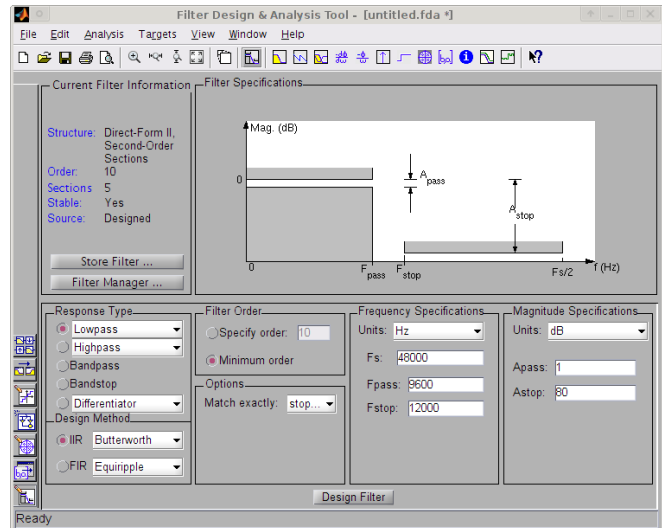 Filter Design & Analysis Tool - [untitled.fda *]
File Edit Analysis Targets View Window Help
Current Filter Information
Structure: Direct-Form II,
Second-Order
Sections
Order: 10
Sections 5
Stable: Yes
Source: Designed
Store Filter ...
Filter Manager ...
Filter Specifications
Mag. (dB)
0
A pass
A stop
0
F pass
F stop
Fs/2
f (Hz)
Response Type
Lowpass
Highpass
Bandpass
Bandstop
Differentiator
Design Method
IIR Butterworth
FIR Equiripple
Filter Order
Specify order: 10
Minimum order
Options
Match exactly: stop...
Frequency Specifications
Units: Hz
Fs: 48000
Fpass: 9600
Fstop: 12000
Magnitude Specifications
Units: dB
Apass: 1
Astop: 80
Design Filter
Ready